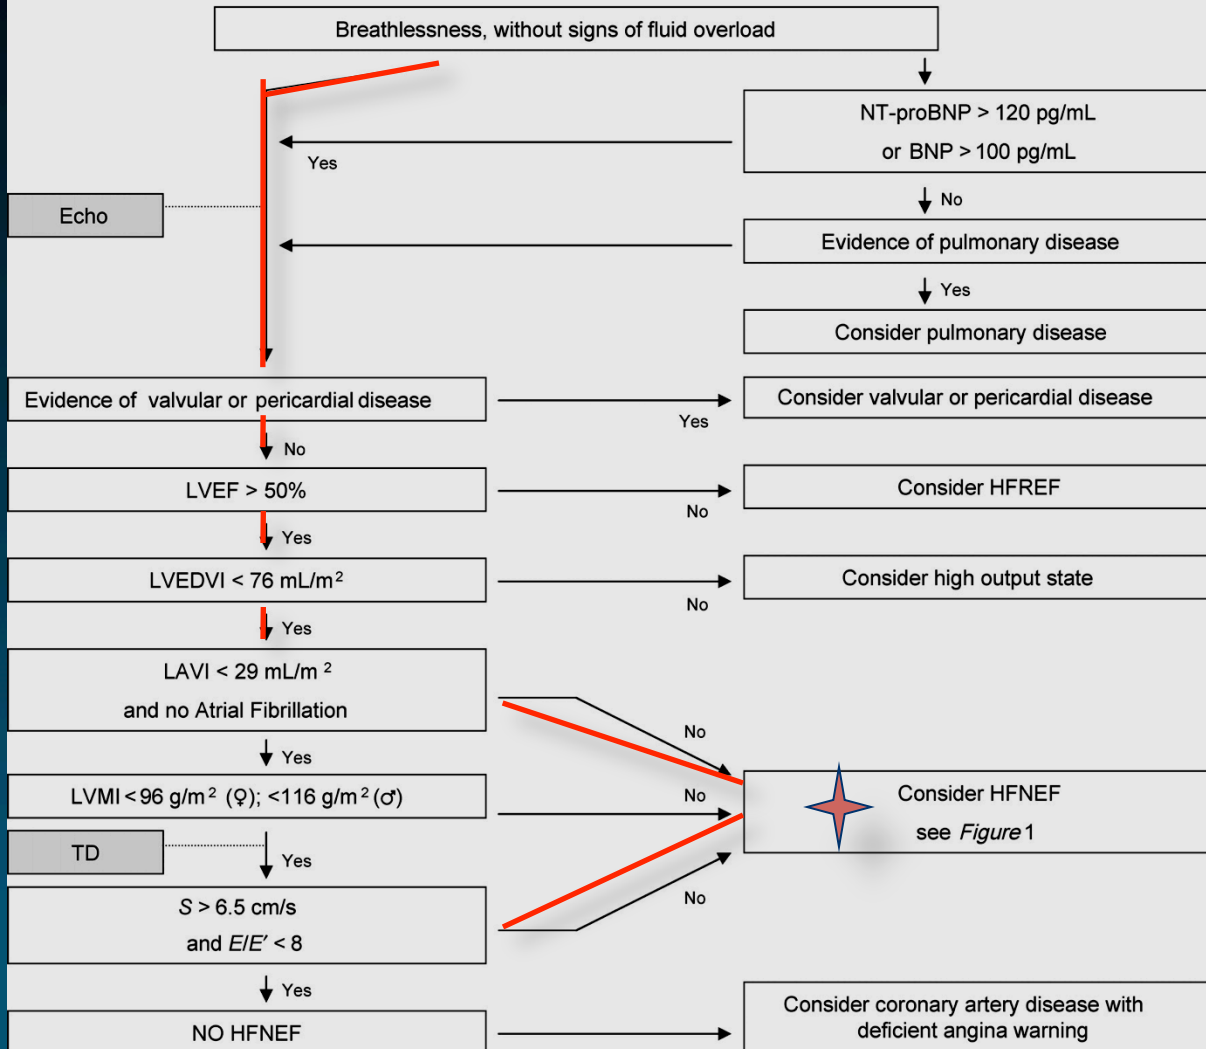 Breathlessness, without signs of fluid overload
NT-proBNP > 120 pg/mL
or BNP > 100 pg/mL
Yes
No
Echo
Evidence of pulmonary disease
Yes
Consider pulmonary disease
Evidence of valvular or pericardial disease
Yes
Consider valvular or pericardial disease
No
LVEF > 50%
No
Consider HFREF
Yes
LVEDVI < 76 mL/m²
No
Consider high output state
Yes
LAVI < 29 mL/m²
and no Atrial Fibrillation
No
Yes
LVMI < 96 g/m² (♀); <116 g/m² (♂)
No
Consider HFNEF
see Figure 1
TD
Yes
No
S > 6.5 cm/s
and E/E′ < 8
Yes
NO HFNEF
Consider coronary artery disease with
deficient angina warning